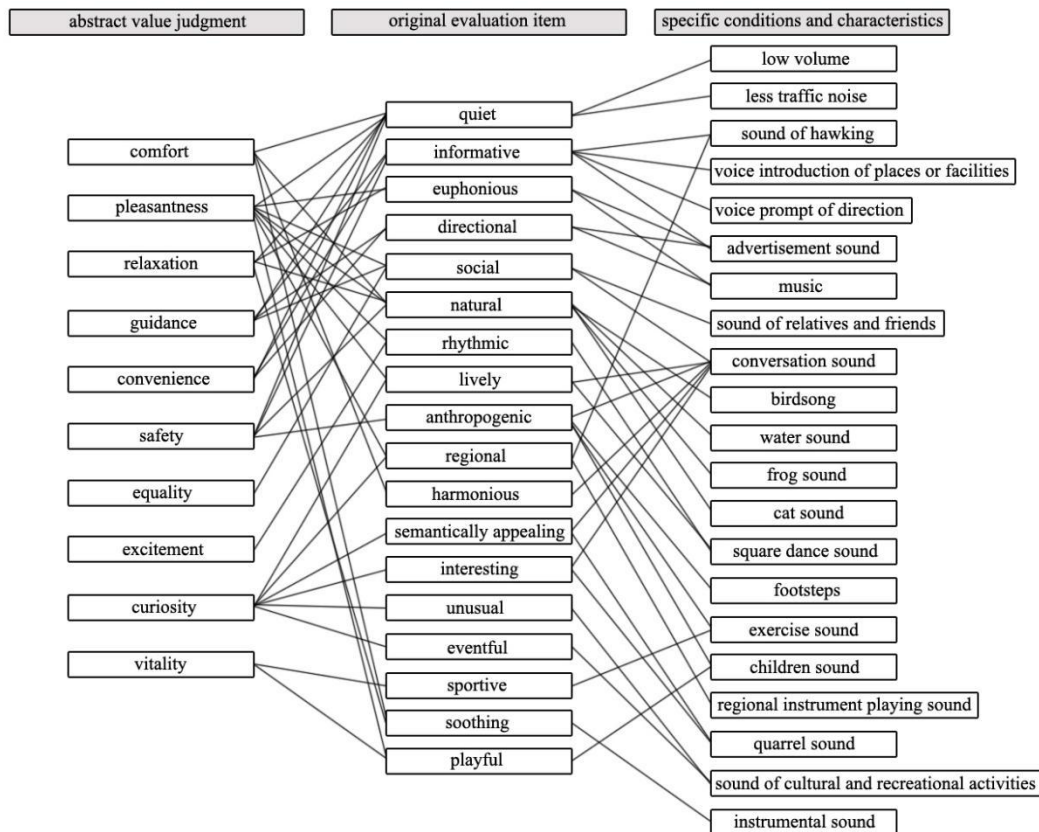 abstract value judgment
original evaluation item
specific conditions and characteristics
comfort
pleasantness
relaxation
guidance
convenience
safety
equality
excitement
curiosity
vitality
quiet
informative
euphonious
directional
social
natural
rhythmic
lively
anthropogenic
regional
harmonious
semantically appealing
interesting
unusual
eventful
sportive
soothing
playful
low volume
less traffic noise
sound of hawking
voice introduction of places or facilities
voice prompt of direction
advertisement sound
music
sound of relatives and friends
conversation sound
birdsong
water sound
frog sound
cat sound
square dance sound
footsteps
exercise sound
children sound
regional instrument playing sound
quarrel sound
sound of cultural and recreational activities
instrumental sound